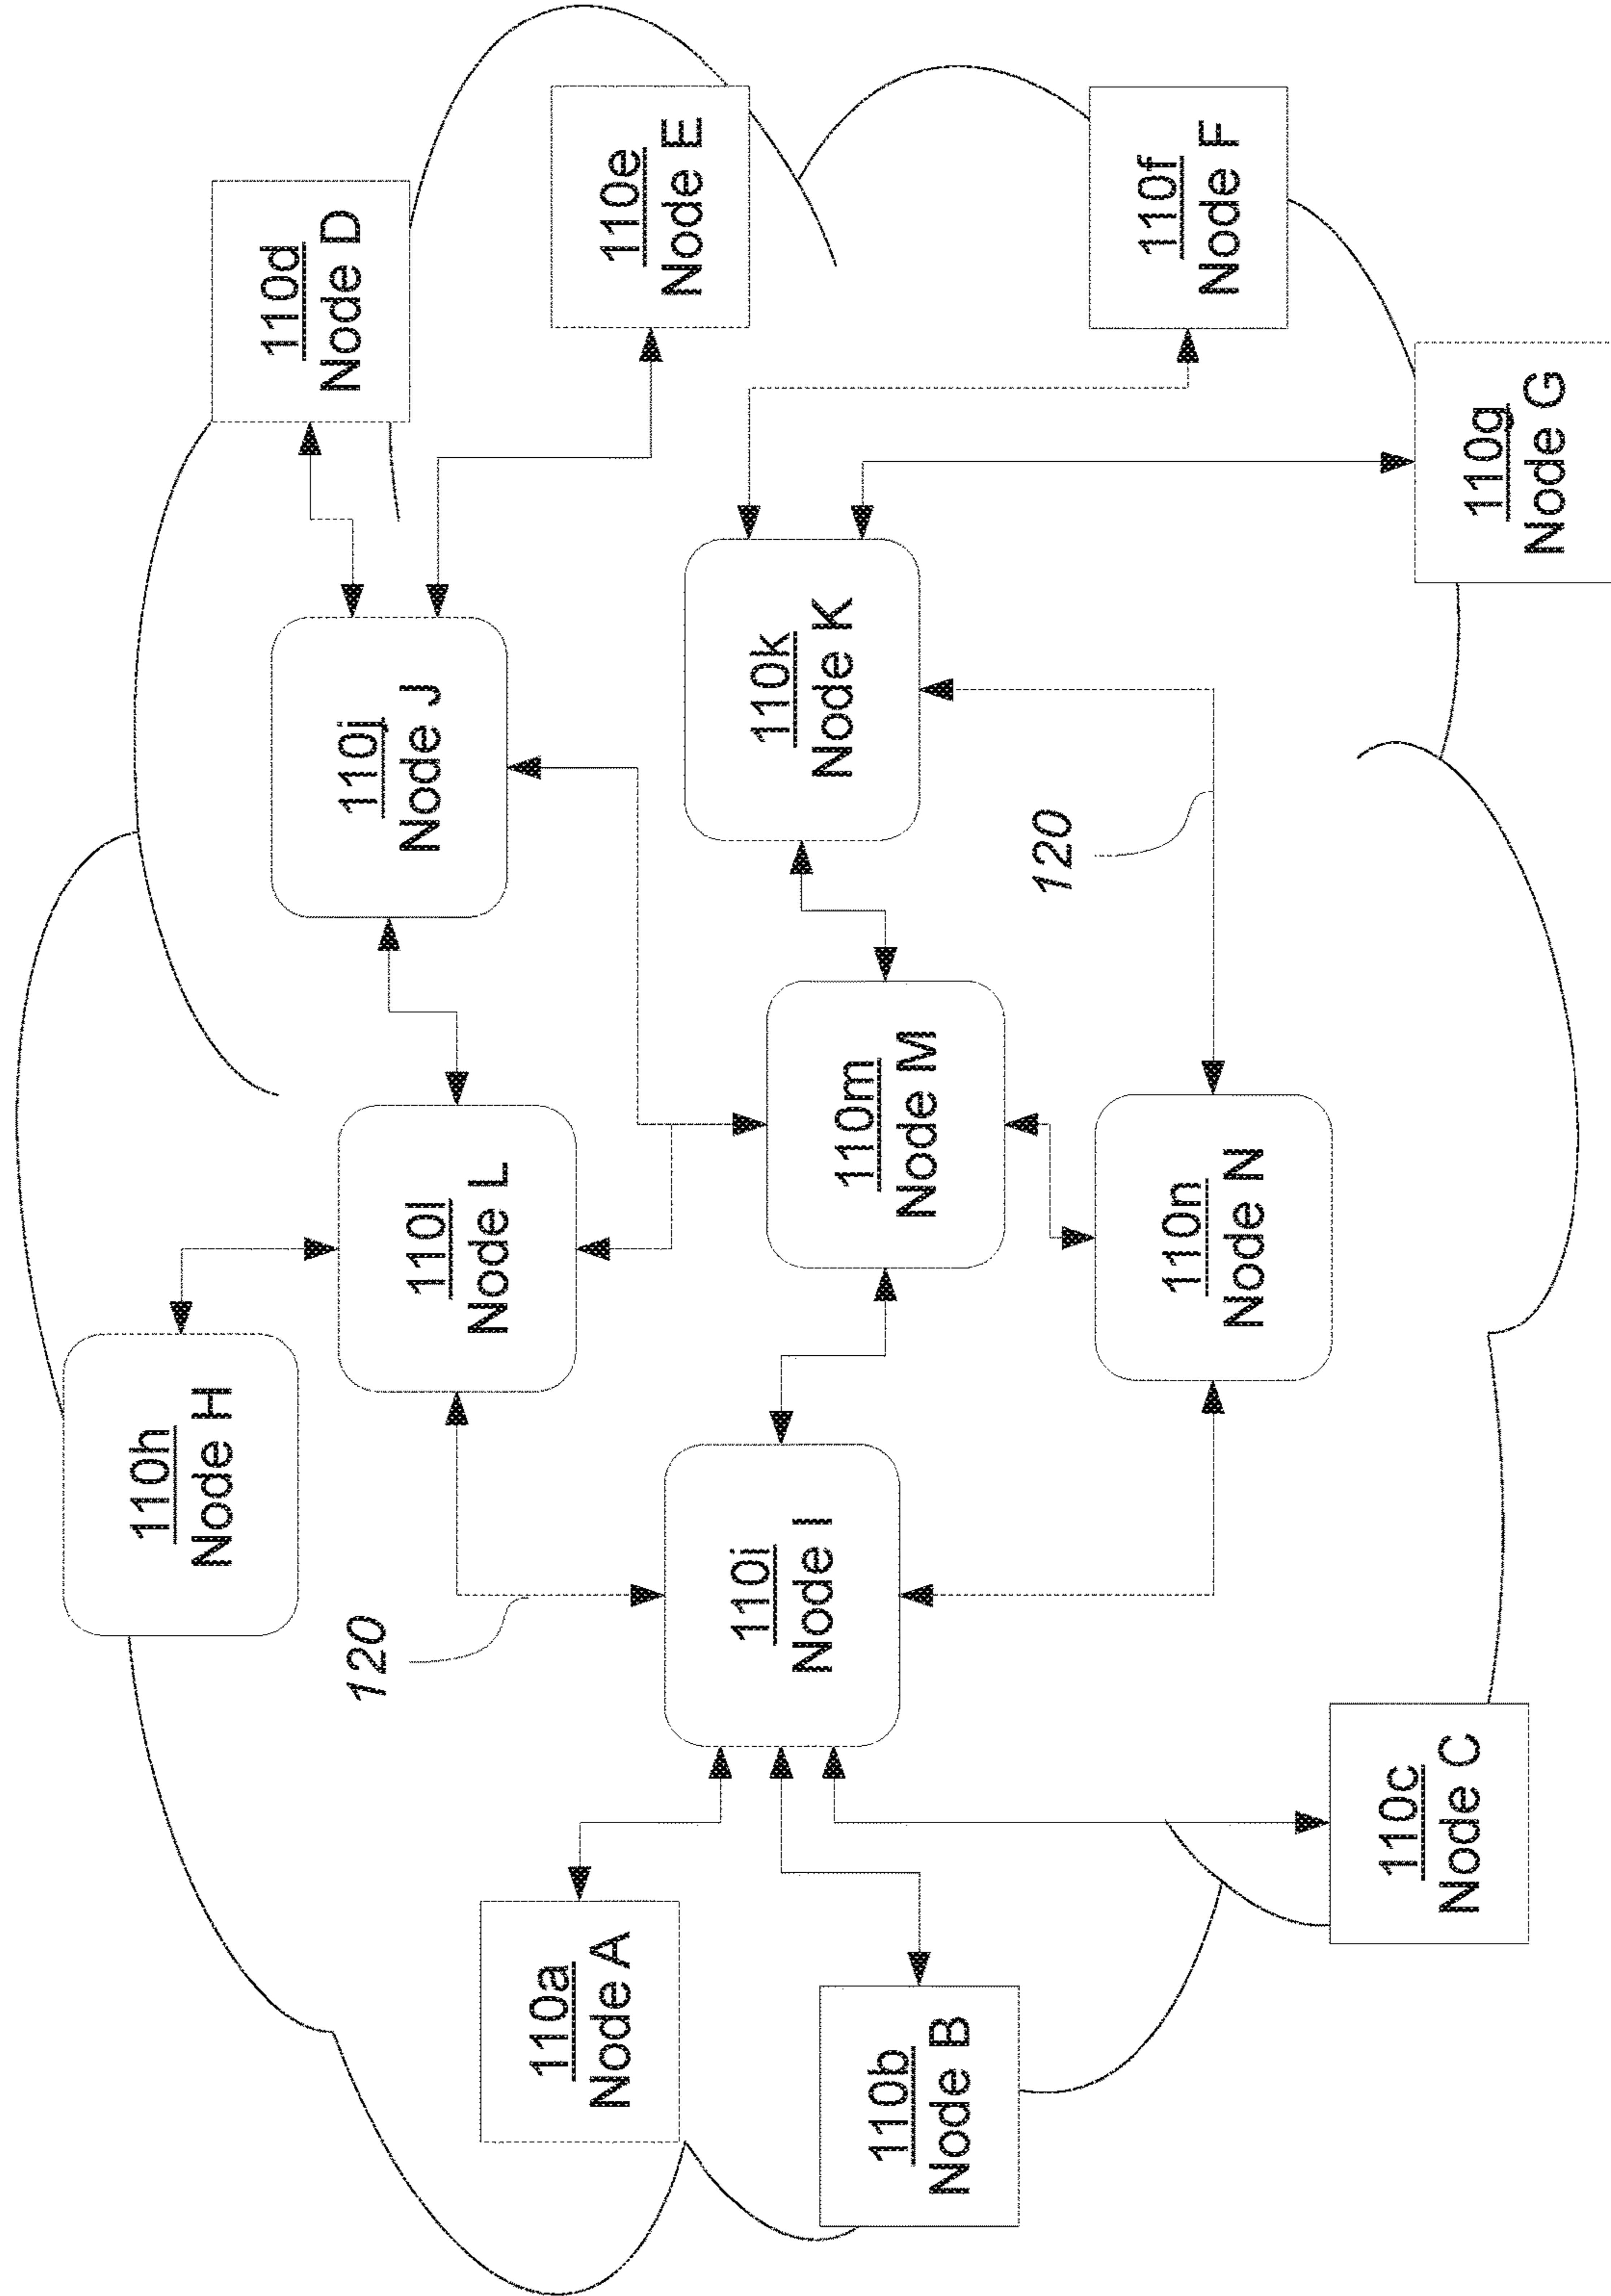 110h
Node H
120
110a
Node A
110b
Node B
110c
Node C
110i
Node I
110l
Node L
110m
Node M
110n
Node N
110j
Node J
110k
Node K
120
110d
Node D
110e
Node E
110f
Node F
110g
Node G